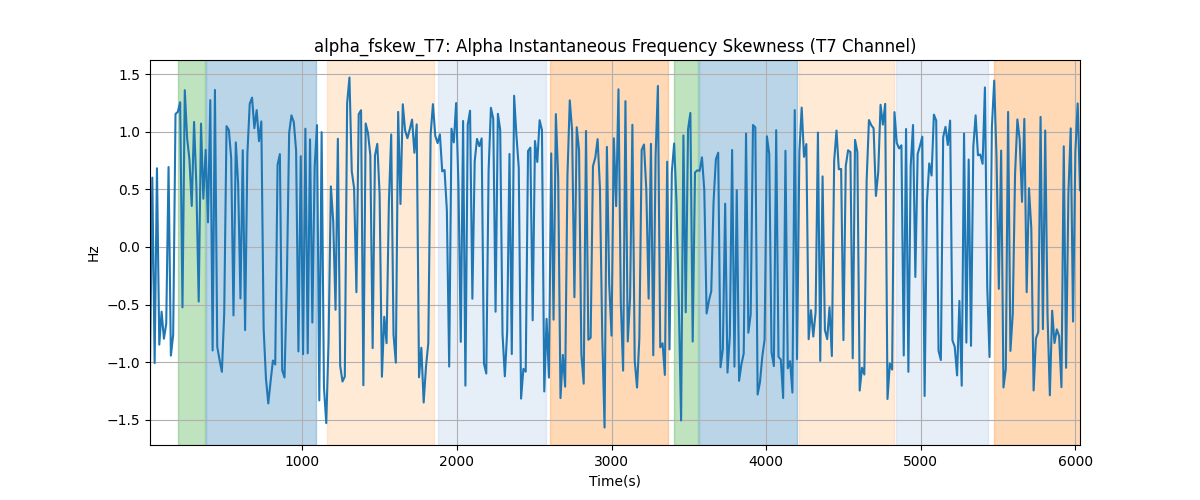 alpha_fskew_T7: Alpha Instantaneous Frequency Skewness (T7 Channel)
1.5
1.0
0.5
0.0
−0.5
−1.0
−1.5
Hz
1000 2000 3000 4000 5000 6000
Time(s)